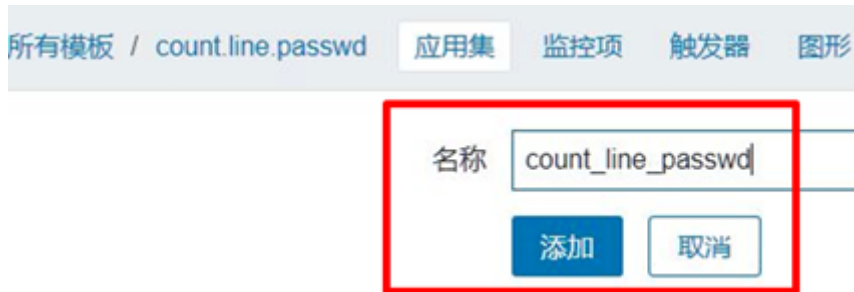 所有模板 / count.line.passwd 应用集 监控项 触发器 图形
名称 count_line_passwd
添加 取消